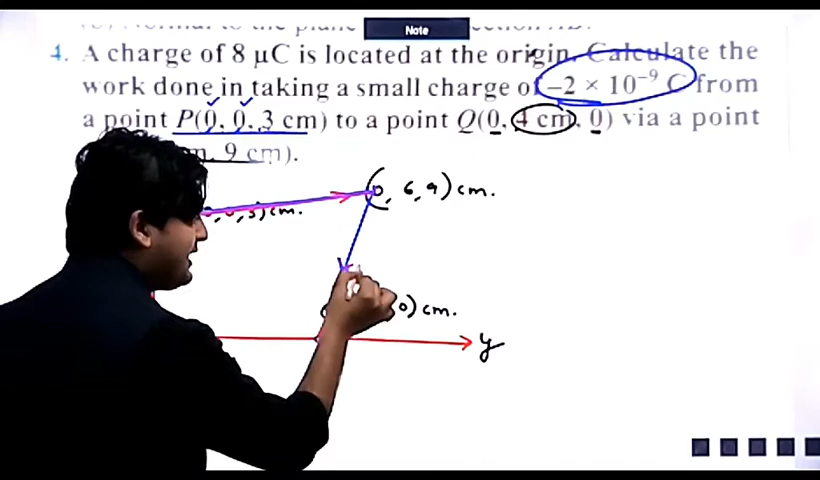 Note
4. A charge of 8 μC is located at the origin. Calculate the
work done in taking a small charge of –2 × 10⁻⁹ C from
a point P(0, 0, 3 cm) to a point Q(0, 4 cm, 0) via a point
9 cm).
(0, 6, 9) cm.
3) cm.
0) cm.
y